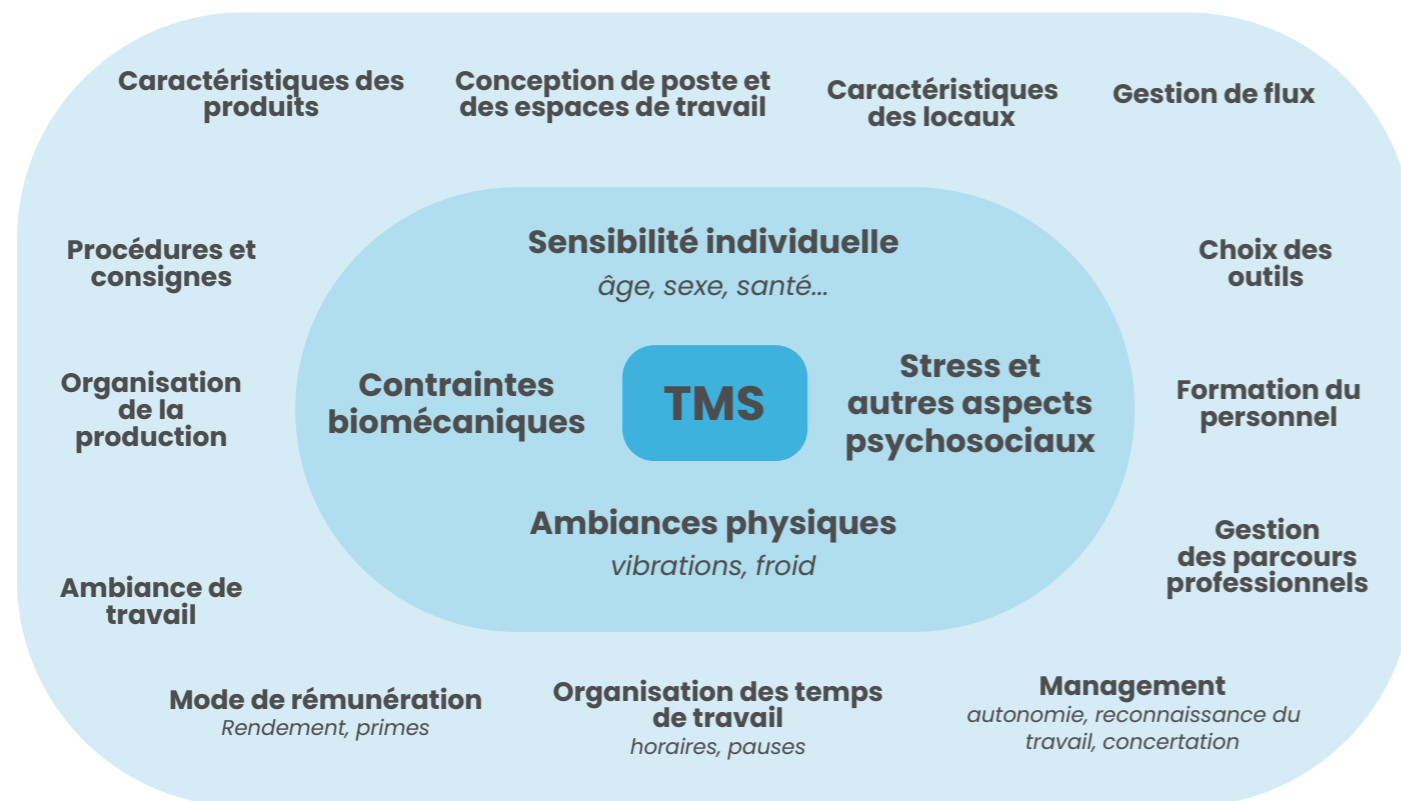 Caractéristiques des
produits
Conception de poste et
des espaces de travail
Caractéristiques
des locaux
Gestion de flux
Procédures et
consignes
Sensibilité individuelle
âge, sexe, santé...
Choix des
outils
Organisation
de la
production
Contraintes
biomécaniques
TMS
Stress et
autres aspects
psychosociaux
Formation du
personnel
Ambiances physiques
vibrations, froid
Gestion
des parcours
professionnels
Ambiance de
travail
Mode de rémunération
Rendement, primes
Organisation des temps
de travail
horaires, pauses
Management
autonomie, reconnaissance du
travail, concertation